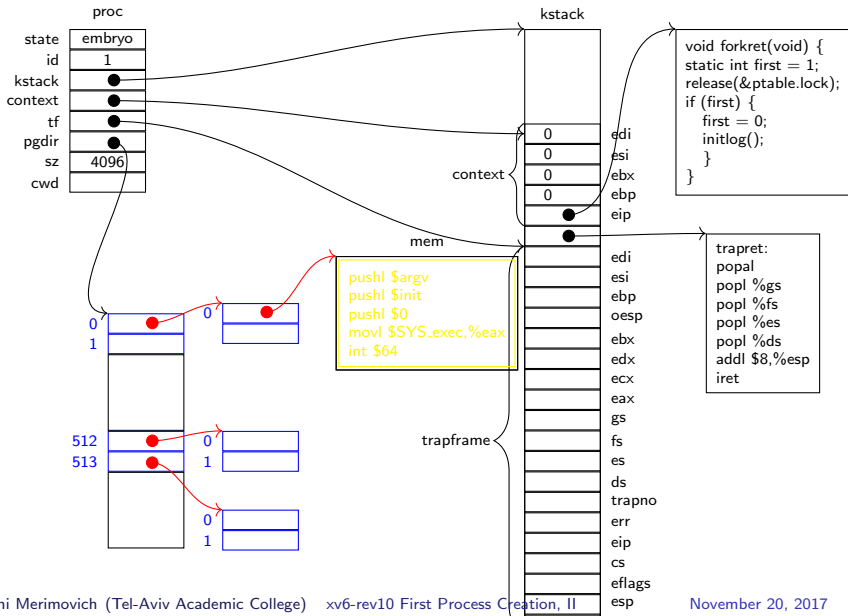 proc
state embryo
id 1
kstack
context
tf
pgdir
sz 4096
cwd
kstack
0 edi
0 esi
0 ebx
0 ebp
eip
context
void forkret(void) {
static int first = 1;
release(&ptable.lock);
if (first) {
first = 0;
initlog();
}
}
trapret:
popal
popl %gs
popl %fs
popl %es
popl %ds
addl $8,%esp
iret
mem
pushl $argv
pushl $init
pushl $0
movl $SYS_exec,%eax
int $64
0
1
0
512
513
0
1
0
1
trapframe
edi
esi
ebp
oesp
ebx
edx
ecx
eax
gs
fs
es
ds
trapno
err
eip
cs
eflags
esp
Merimovich (Tel-Aviv Academic College) xv6-rev10 First Process Creation, II November 20, 2017